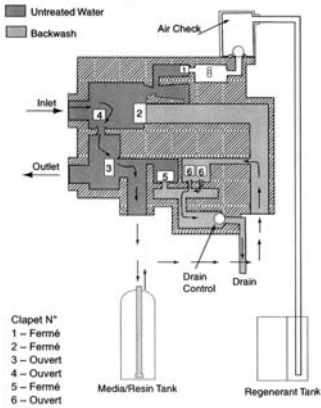 Untreated Water
Backwash
Air Check
1
Inlet
4
2
Outlet
3
5
6
6
Drain
Control
Drain
Clapet N°
1 – Fermé
2 – Fermé
3 – Ouvert
4 – Ouvert
5 – Fermé
6 – Ouvert
Media/Resin Tank
Regenerant Tank